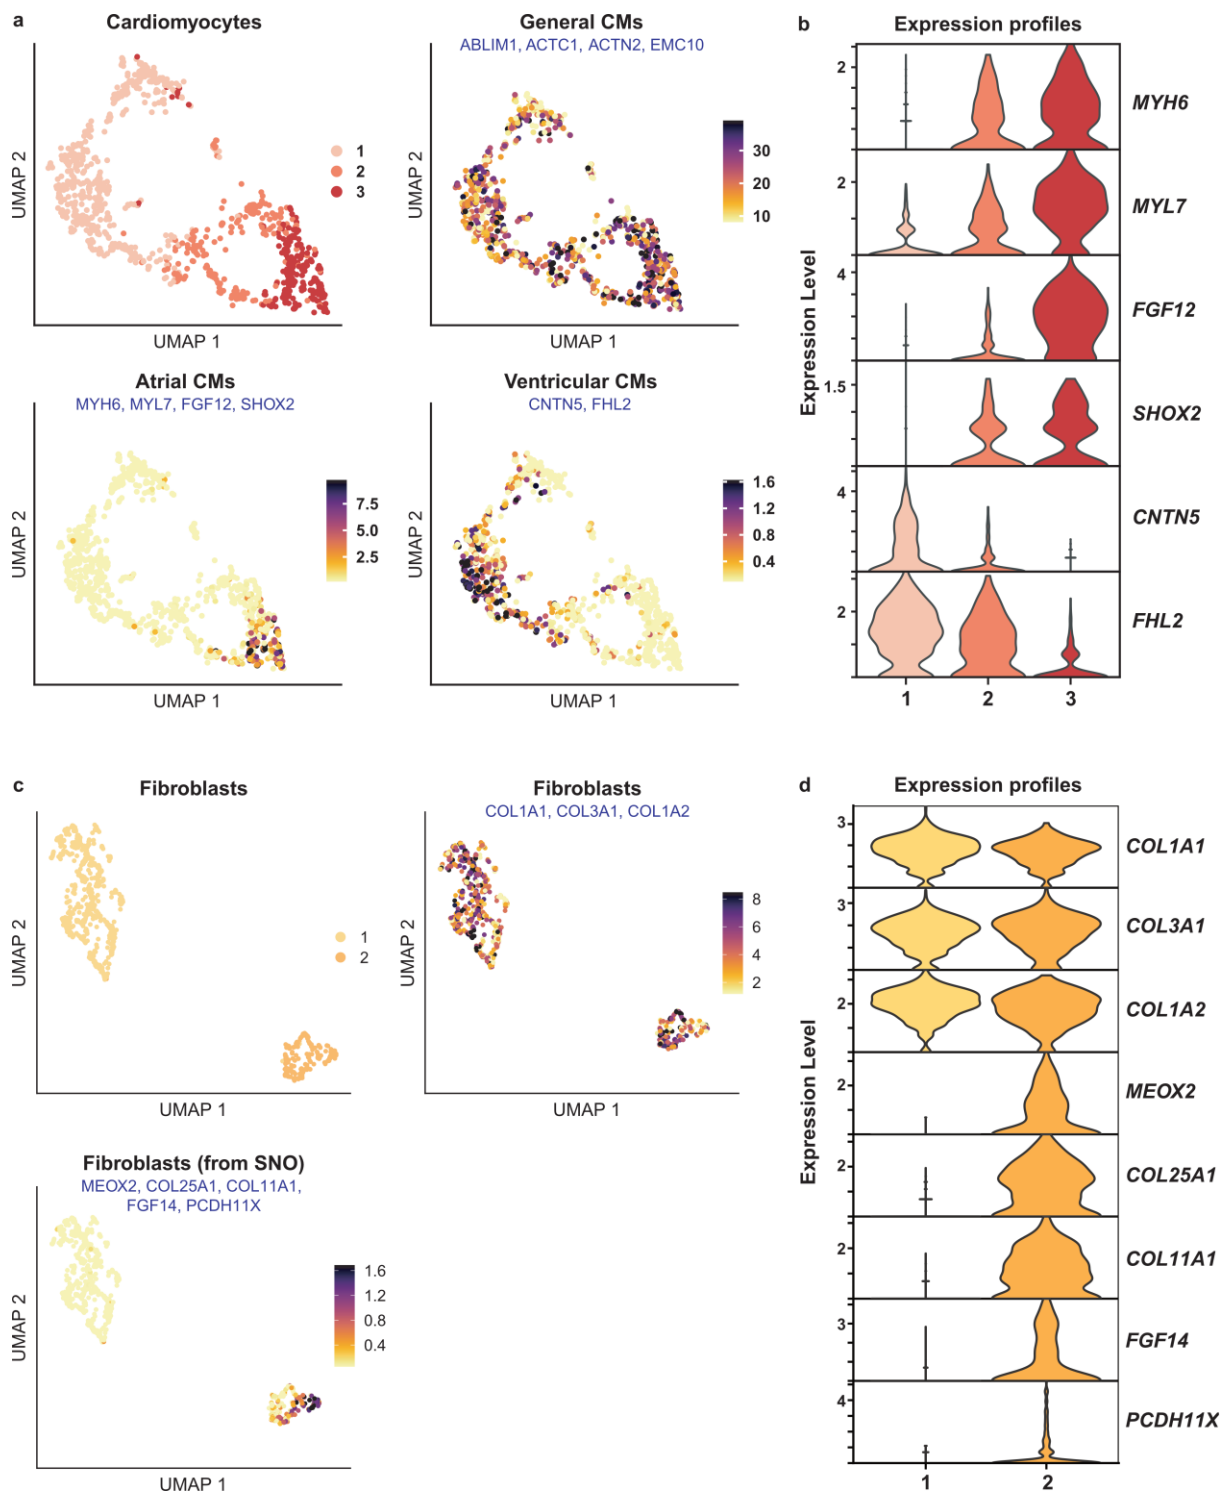 a
Cardiomyocytes
UMAP 2
UMAP 1
1
2
3
General CMs
ABLIM1, ACTC1, ACTN2, EMC10
UMAP 2
UMAP 1
30
20
10
Atrial CMs
MYH6, MYL7, FGF12, SHOX2
UMAP 2
UMAP 1
7.5
5.0
2.5
Ventricular CMs
CNTN5, FHL2
UMAP 2
UMAP 1
1.6
1.2
0.4
b
Expression profiles
Expression Level
2
MYH6
2
MYL7
4
FGF12
1.5
SHOX2
4
CNTN5
2
FHL2
1 2 3
c
Fibroblasts
UMAP 2
UMAP 1
1
2
Fibroblasts
COL1A1, COL3A1, COL1A2
UMAP 2
UMAP 1
8
6
4
2
Fibroblasts (from SNO)
MEOX2, COL25A1, COL11A1,
FGF14, PCDH11X
UMAP 2
UMAP 1
1.6
1.2
0.8
0.4
d
Expression profiles
Expression Level
3
COL1A1
3
COL3A1
2
COL1A2
2
MEOX2
2
COL25A1
2
COL11A1
3
FGF14
4
PCDH11X
1 2